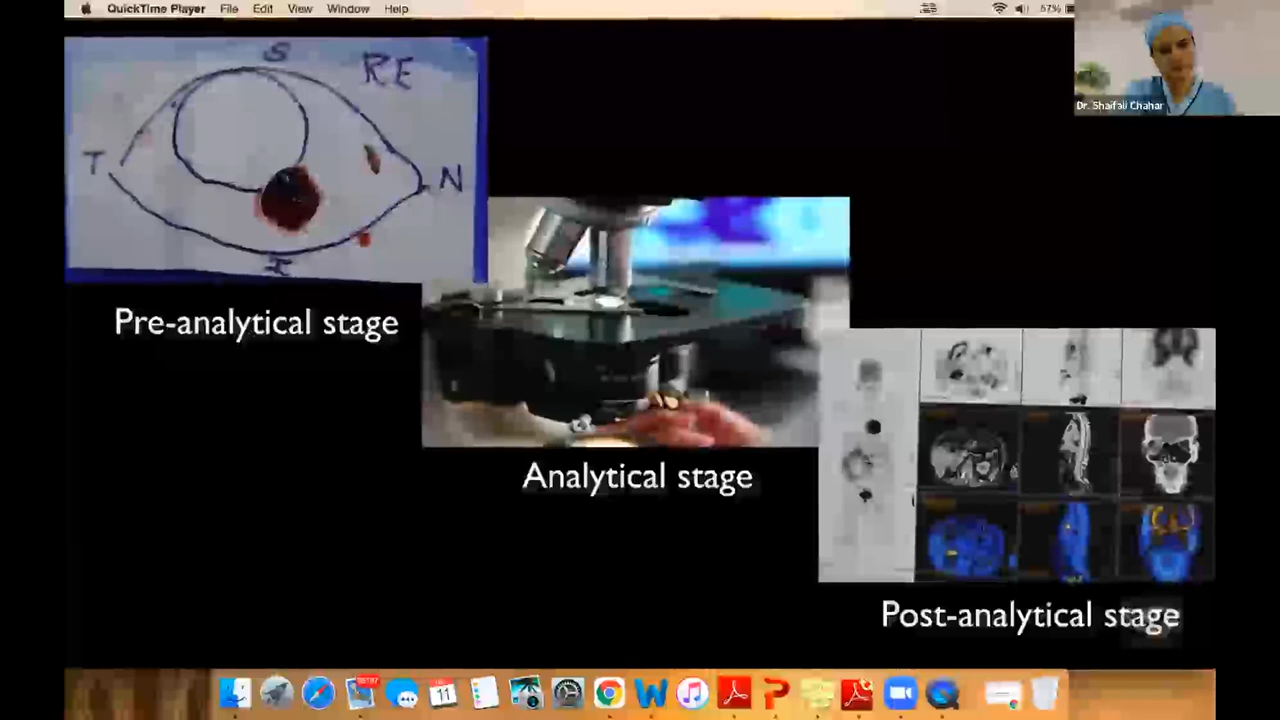 QuickTime Player File Edit View Window Help
57%
Dr. Shaifali Chahar
S
RE
T
N
I
Pre-analytical stage
Analytical stage
Post-analytical stage
11